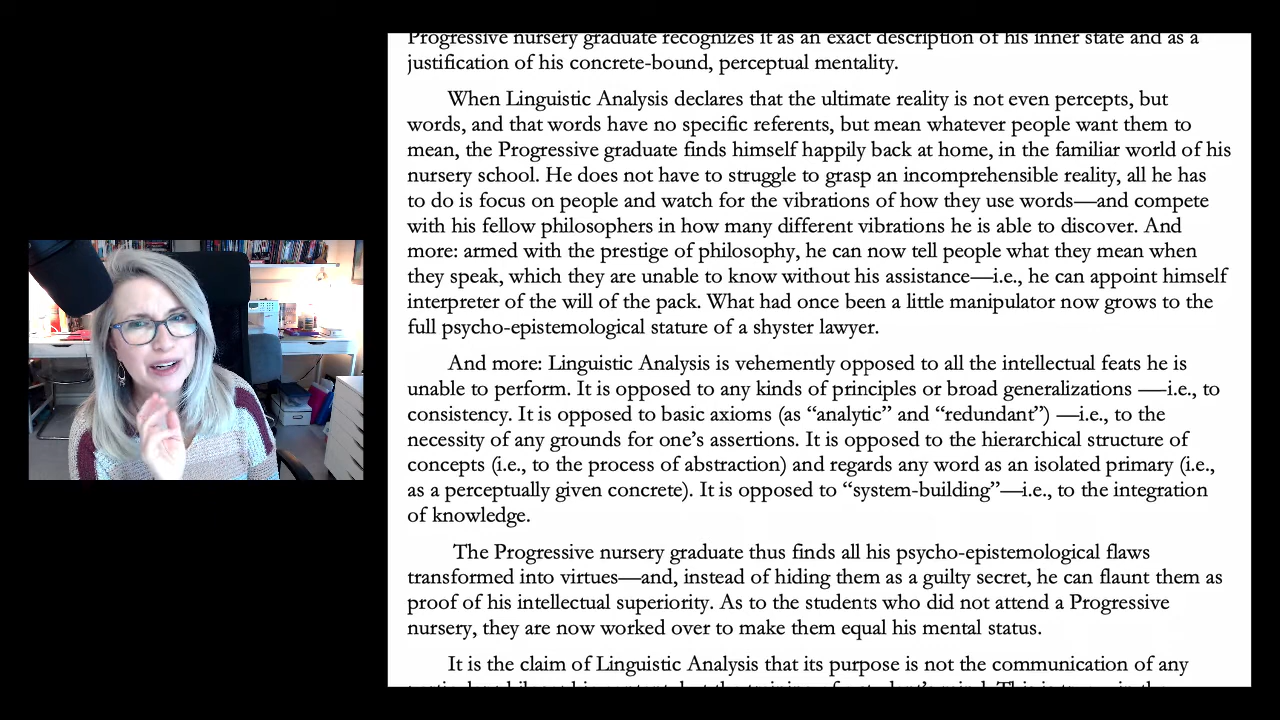 Progressive nursery graduate recognizes it as an exact description of his inner state and as a
justification of his concrete-bound, perceptual mentality.
When Linguistic Analysis declares that the ultimate reality is not even percepts, but
words, and that words have no specific referents, but mean whatever people want them to
mean, the Progressive graduate finds himself happily back at home, in the familiar world of his
nursery school. He does not have to struggle to grasp an incomprehensible reality, all he has
to do is focus on people and watch for the vibrations of how they use words—and compete
with his fellow philosophers in how many different vibrations he is able to discover. And
more: armed with the prestige of philosophy, he can now tell people what they mean when
they speak, which they are unable to know without his assistance—i.e., he can appoint himself
interpreter of the will of the pack. What had once been a little manipulator now grows to the
full psycho-epistemological stature of a shyster lawyer.
And more: Linguistic Analysis is vehemently opposed to all the intellectual feats he is
unable to perform. It is opposed to any kinds of principles or broad generalizations —–i.e., to
consistency. It is opposed to basic axioms (as “analytic” and “redundant”) —i.e., to the
necessity of any grounds for one’s assertions. It is opposed to the hierarchical structure of
concepts (i.e., to the process of abstraction) and regards any word as an isolated primary (i.e.,
as a perceptually given concrete). It is opposed to “system-building”—i.e., to the integration
of knowledge.
The Progressive nursery graduate thus finds all his psycho-epistemological flaws
transformed into virtues—and, instead of hiding them as a guilty secret, he can flaunt them as
proof of his intellectual superiority. As to the students who did not attend a Progressive
nursery, they are now worked over to make them equal his mental status.
It is the claim of Linguistic Analysis that its purpose is not the communication of any